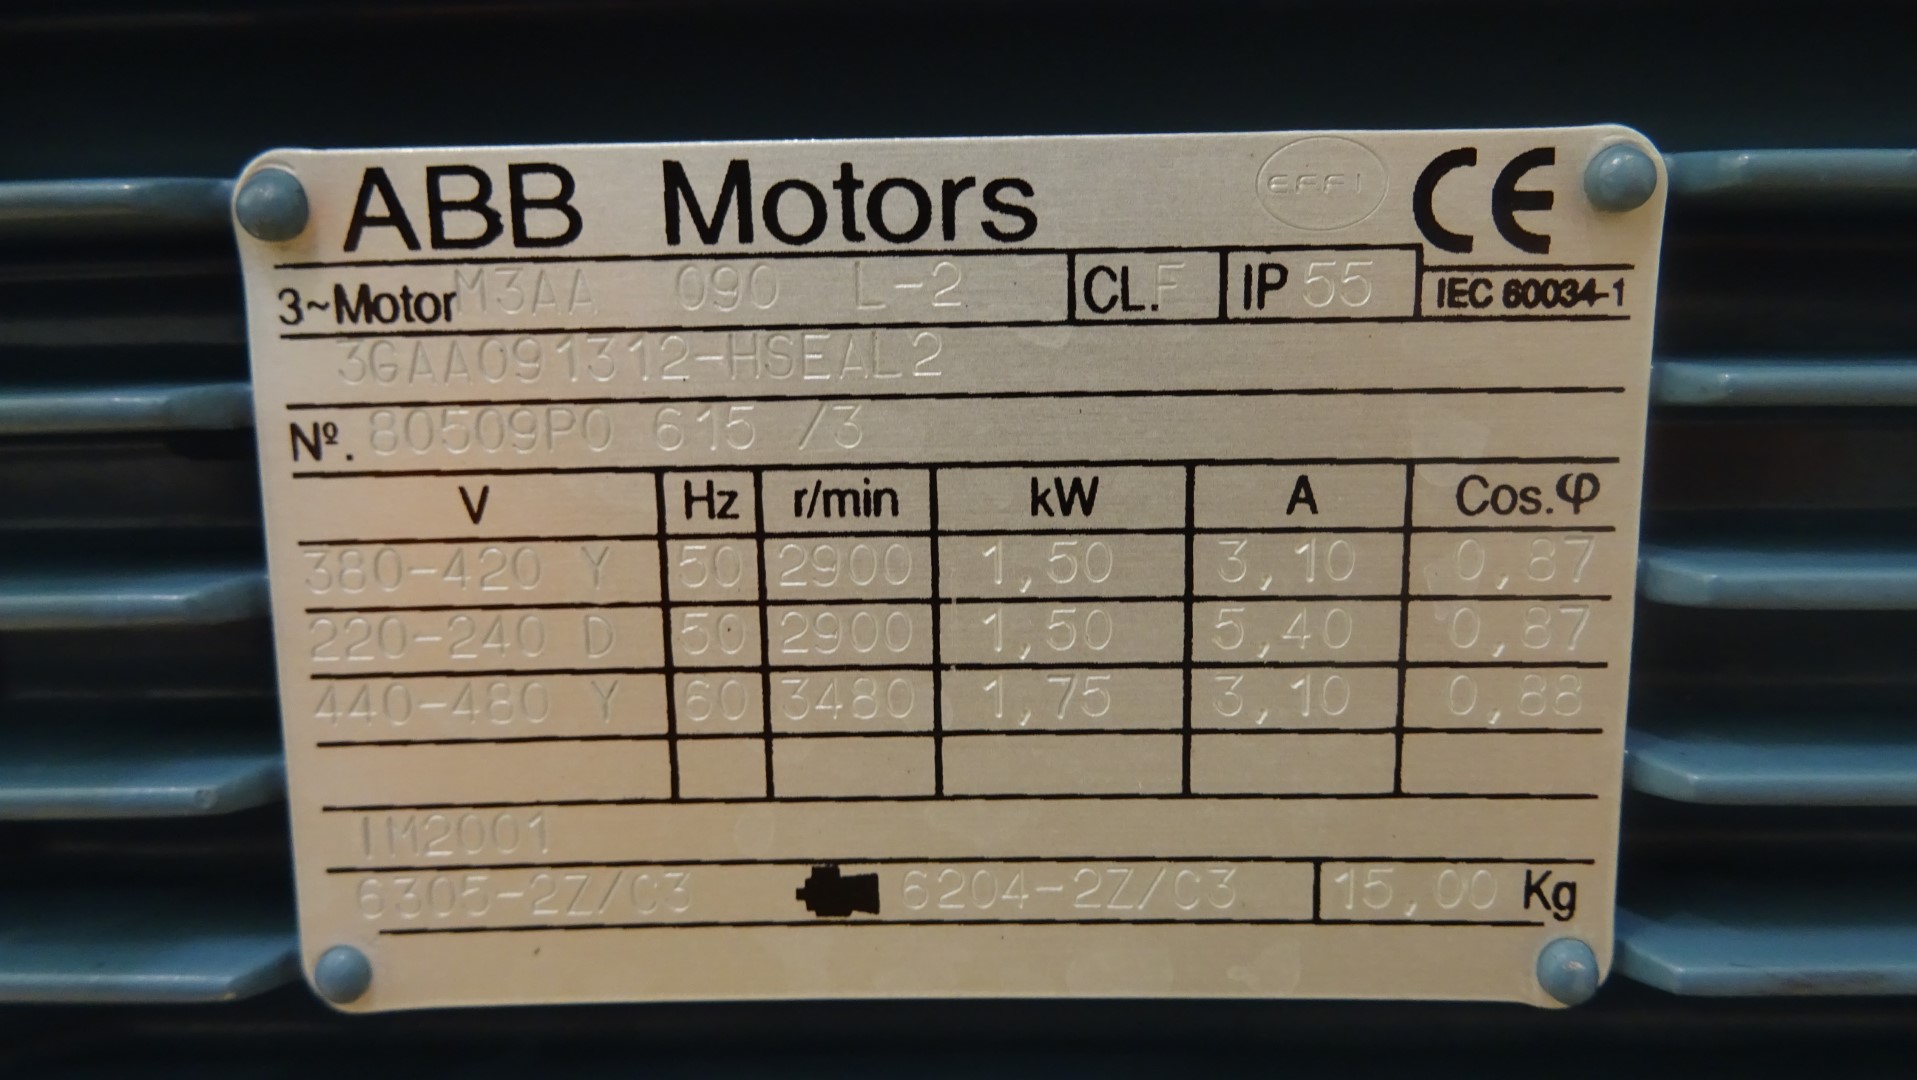 ABB Motors EFFI CE
3~Motor M3AA 090 L-2 CL. F IP 55 IEC 60034-1
3GAA091312-HSEAL2
Nº. 80509P0 615 /3
V Hz r/min kW A Cos.φ
380-420 Y 50 2900 1,50 3,10 0,87
220-240 D 50 2900 1,50 5,40 0,87
440-480 Y 60 3480 1,75 3,10 0,88
IM2001
6305-2Z/C3 6204-2Z/C3 15,00 Kg